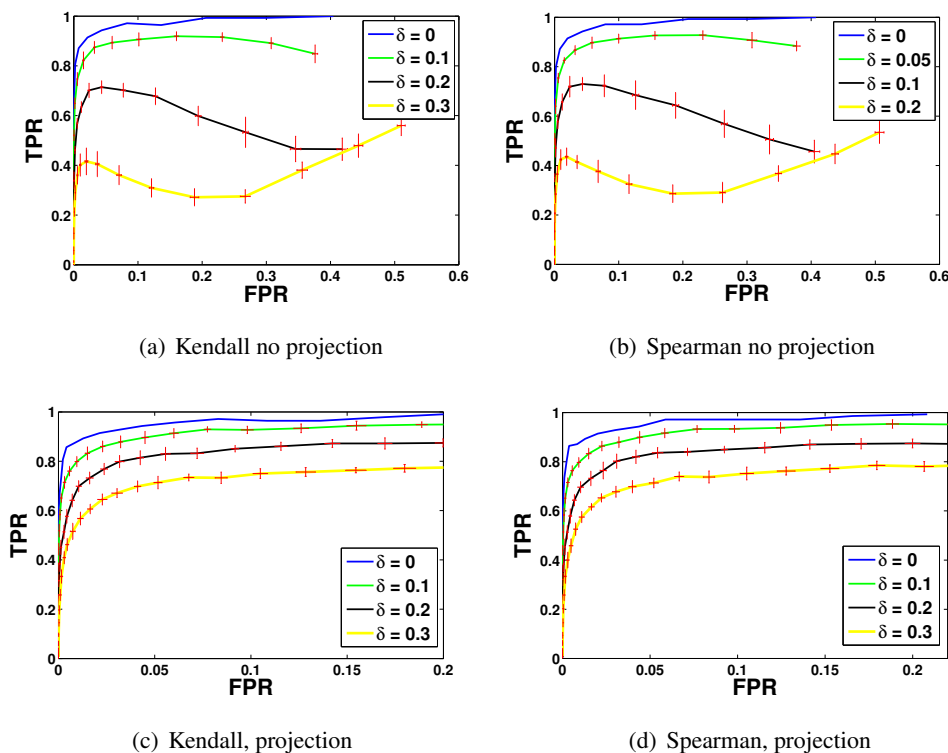 1
0.8
0.6
0.4
0.2
0
TPR
0 0.1 0.2 0.3 0.4 0.5 0.6
FPR
δ = 0
δ = 0.1
δ = 0.2
δ = 0.3
(a) Kendall no projection
1
0.8
0.6
0.4
0.2
0
TPR
0 0.1 0.2 0.3 0.4 0.5 0.6
FPR
δ = 0
δ = 0.05
δ = 0.1
δ = 0.2
(b) Spearman no projection
1
0.8
0.6
0.4
0.2
0
TPR
0 0.05 0.1 0.15 0.2
FPR
δ = 0
δ = 0.1
δ = 0.2
δ = 0.3
(c) Kendall, projection
1
0.8
0.6
0.4
0.2
0
TPR
0 0.05 0.1 0.15 0.2
FPR
δ = 0
δ = 0.1
δ = 0.2
δ = 0.3
(d) Spearman, projection